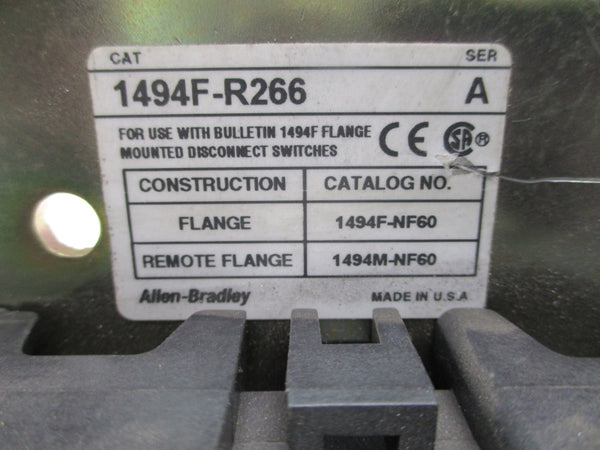 CAT SER
1494F-R266 A
FOR USE WITH BULLETIN 1494F FLANGE
MOUNTED DISCONNECT SWITCHES
CE SA ®
CONSTRUCTION CATALOG NO.
FLANGE 1494F-NF60
REMOTE FLANGE 1494M-NF60
Allen-Bradley MADE IN U.S.A